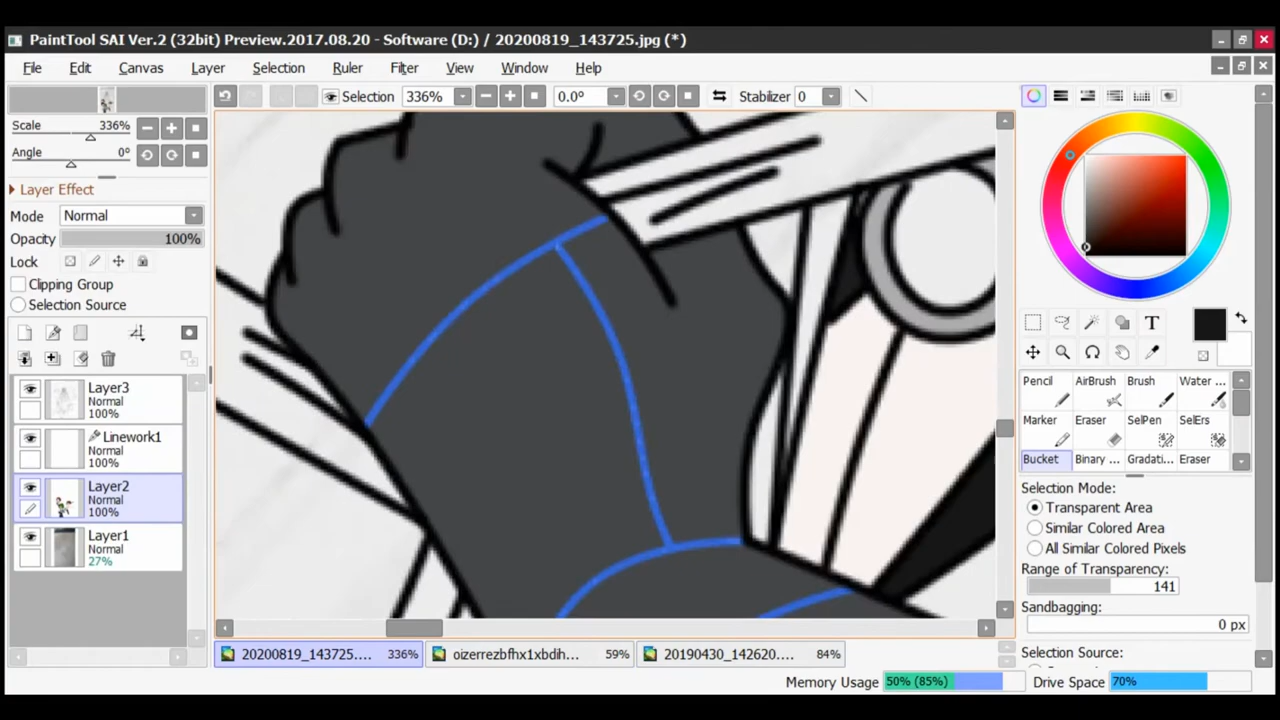 PaintTool SAI Ver.2 (32bit) Preview.2017.08.20 - Software (D:) / 20200819_143725.jpg (*)
File Edit Canvas Layer Selection Ruler Filter View Window Help
Selection 336% 0.0° Stabilizer 0
Scale 336%
Angle 0°
Layer Effect
Mode Normal
Opacity 100%
Lock
Clipping Group
Selection Source
Layer3
Normal
100%
Linework1
Normal
100%
Layer2
Normal
100%
Layer1
Normal
27%
T
Pencil AirBrush Brush Water ...
Marker Eraser SelPen SelErs
Bucket Binary ... Gradati... Eraser
Selection Mode:
Transparent Area
Similar Colored Area
All Similar Colored Pixels
Range of Transparency:
141
Sandbagging:
0 px
Selection Source:
20200819_143725.... 336% oizerrezbfhx1xbdih... 59% 20190430_142620.... 84%
Memory Usage 50% (85%) Drive Space 70%